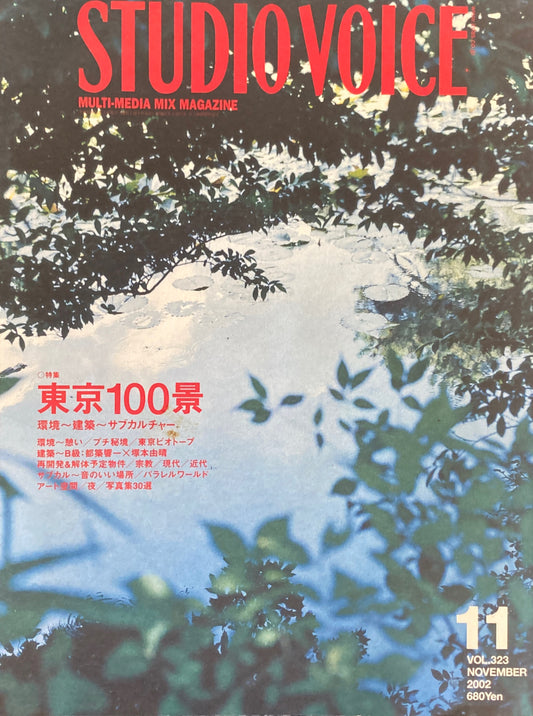 STUDIO VOICE
MULTI-MEDIA MIX MAGAZINE
○特集
東京100景
環境〜建築〜サブカルチャー
環境〜憩い／プチ秘境／東京ビオトープ
建築〜B級：都築響一×塚本由晴
再開発&解体予定物件／宗教／現代／近代
サブカル〜音のいい場所／パラレルワールド
アート空間／夜／写真集30選
11
VOL.323
NOVEMBER
2002
680Yen